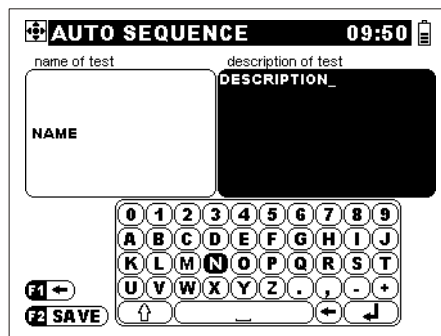 AUTO SEQUENCE 09:50
name of test description of test
DESCRIPTION_
NAME
0 1 2 3 4 5 6 7 8 9
A B C D E F G H I J
K L M N O P Q R S T
F1 ← U V W X Y Z . , - +
F2 SAVE ⇧ _ ← ↵